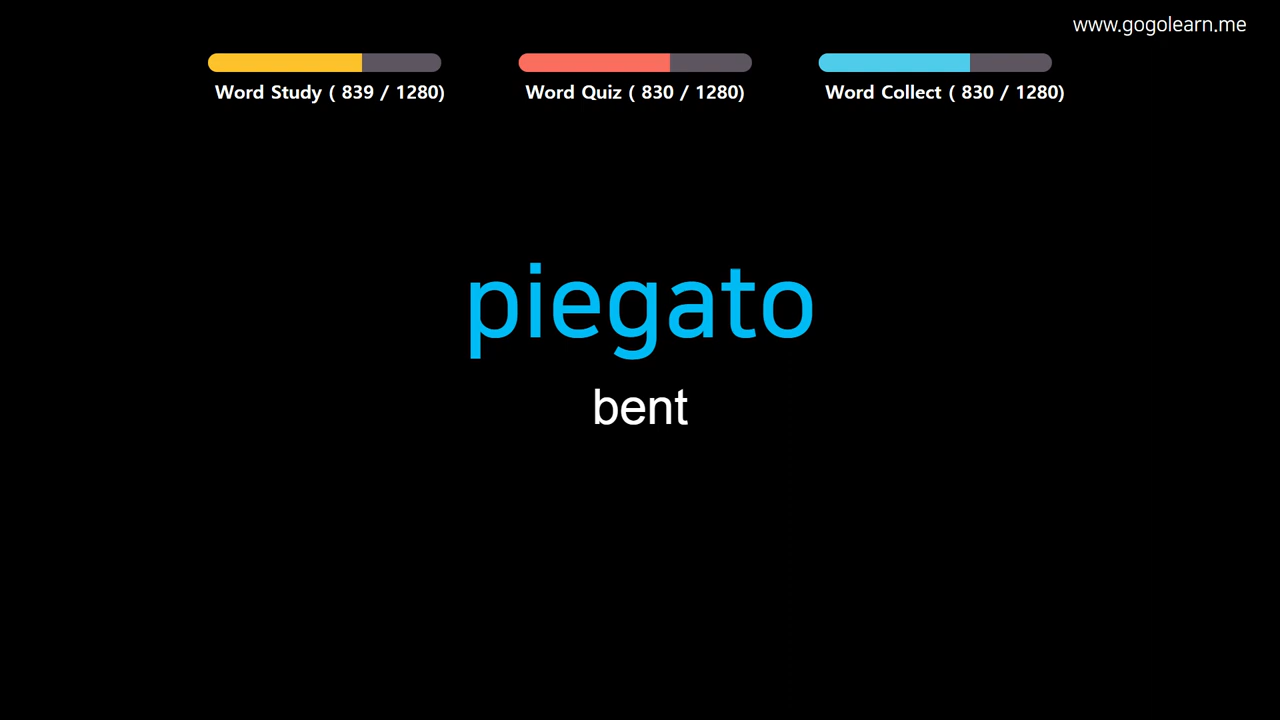 www.gogolearn.me
Word Study ( 839 / 1280)
Word Quiz ( 830 / 1280)
Word Collect ( 830 / 1280)
piegato
bent